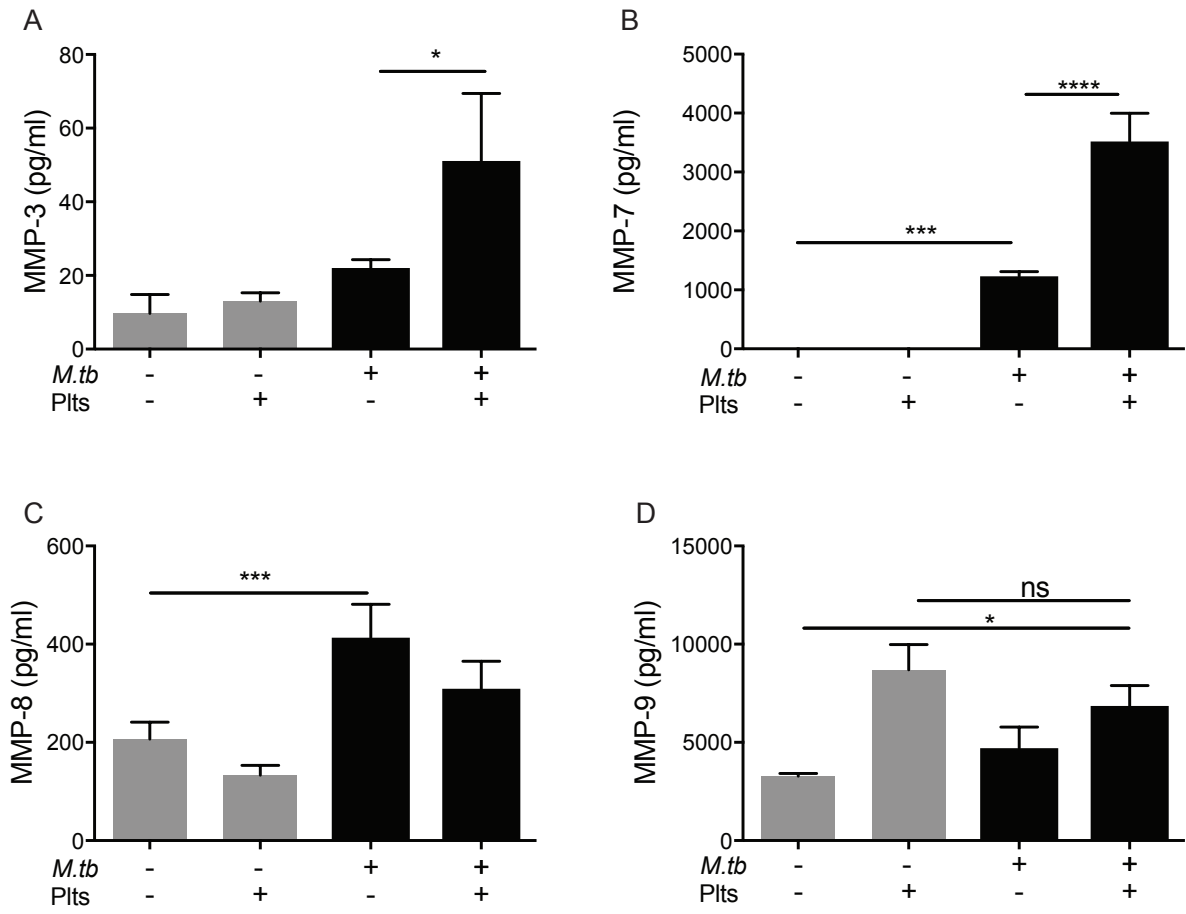 A
MMP-3 (pg/ml)
80
60
40
20
0
*
M.tb - - + +
Plts - + - +
B
MMP-7 (pg/ml)
5000
4000
3000
2000
1000
0
***
****
M.tb - - + +
Plts - + - +
C
MMP-8 (pg/ml)
600
400
200
0
***
M.tb - - + +
Plts - + - +
D
MMP-9 (pg/ml)
15000
10000
5000
0
ns
*
M.tb - - + +
Plts - + - +